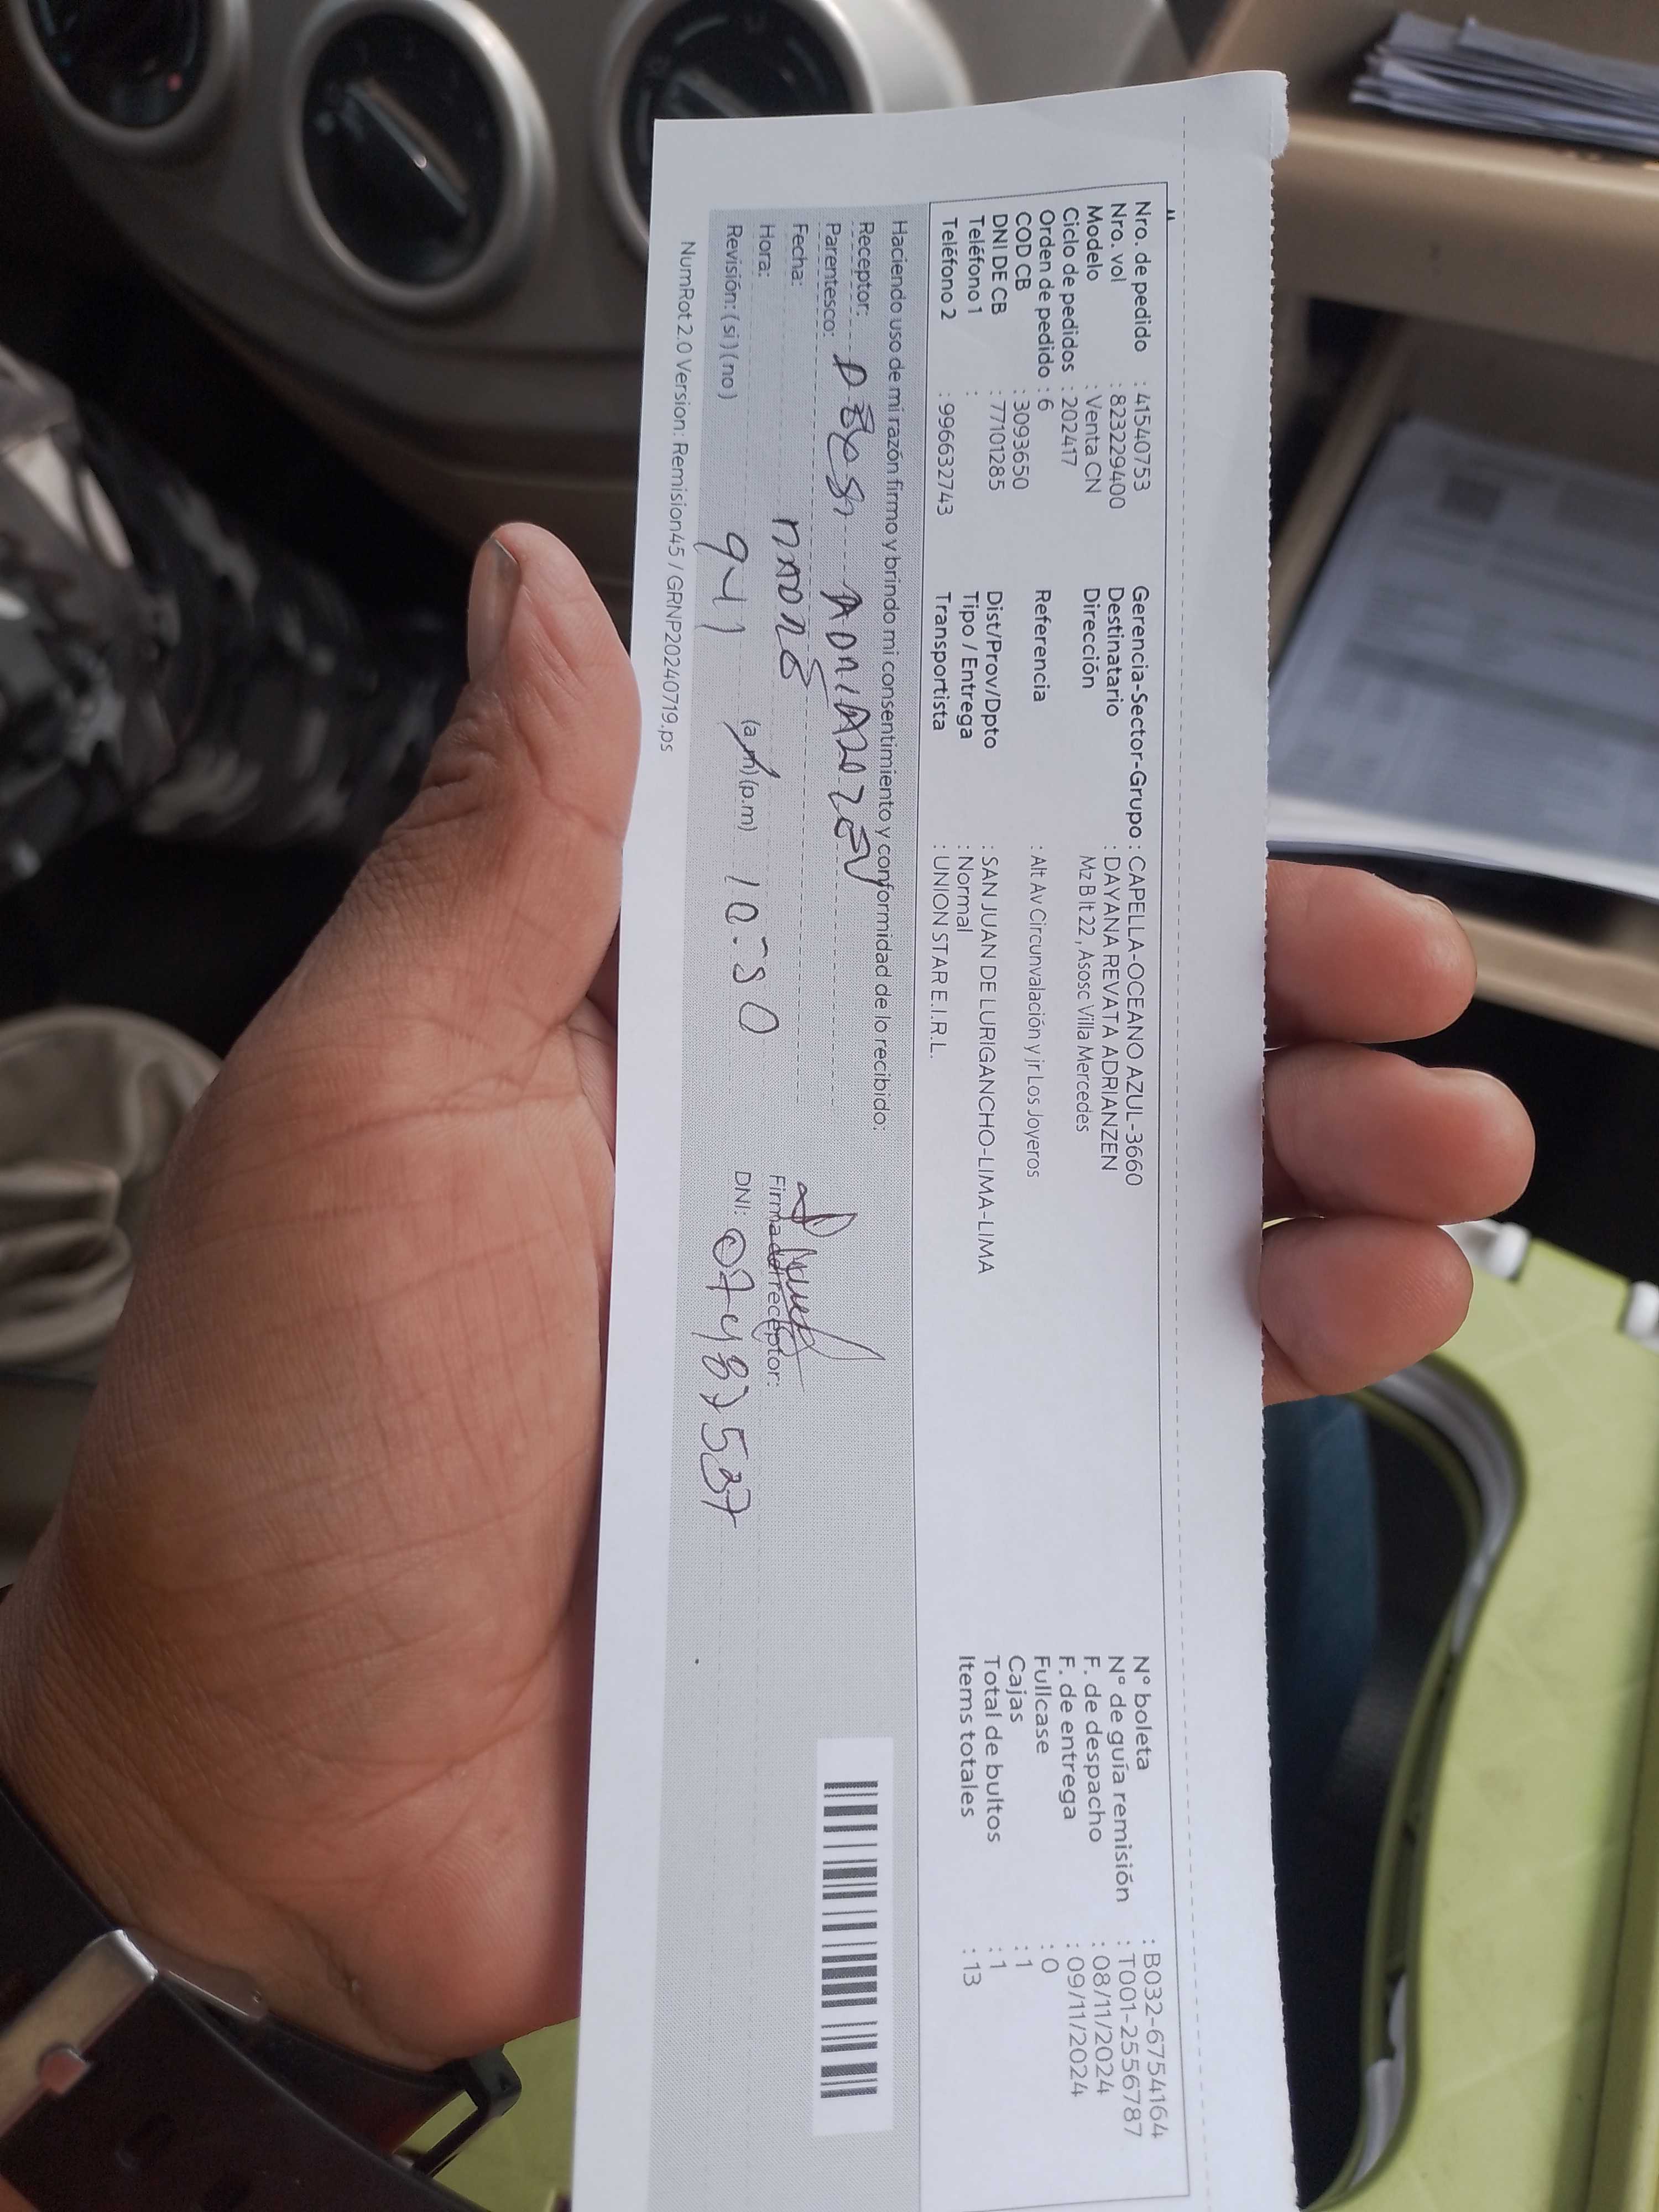 Nro. de pedido : 41540753
Nro. vol : 8232229400
Modelo : Venta CN
Ciclo de pedidos : 202417
Orden de pedido : 6
COD CB : 3093650
DNI DE CB : 77101285
Teléfono 1 :
Teléfono 2 : 996632743
Gerencia-Sector-Grupo : CAPELLA-OCEANO AZUL-3660
Destinatario : DAYANA REVATA ADRIANZEN
Dirección Mz B lt 22 , Asosc Villa Mercedes
Referencia : Alt Av Circunvalación y jr Los Joyeros
Dist/Prov/Dpto : SAN JUAN DE LURIGANCHO-LIMA-LIMA
Tipo / Entrega : Normal
Transportista : UNION STAR E.I.R.L.
N° boleta : B032-6754164
N° de guía remisión : T001-2556787
F. de despacho : 08/11/2024
F. de entrega : 09/11/2024
Fullcase : 0
Cajas : 1
Total de bultos : 1
Items totales : 13
Haciendo uso de mi razón firmo y brindo mi consentimiento y conformidad de lo recibido:
Receptor:
Parentesco:
Fecha:
Hora: (a.m) (p.m) 10:30
Revisión: ( si ) ( no )
Firma del receptor:
DNI: 07487537
NumRot 2.0 Version: Remision45 / GRNP20240719.ps